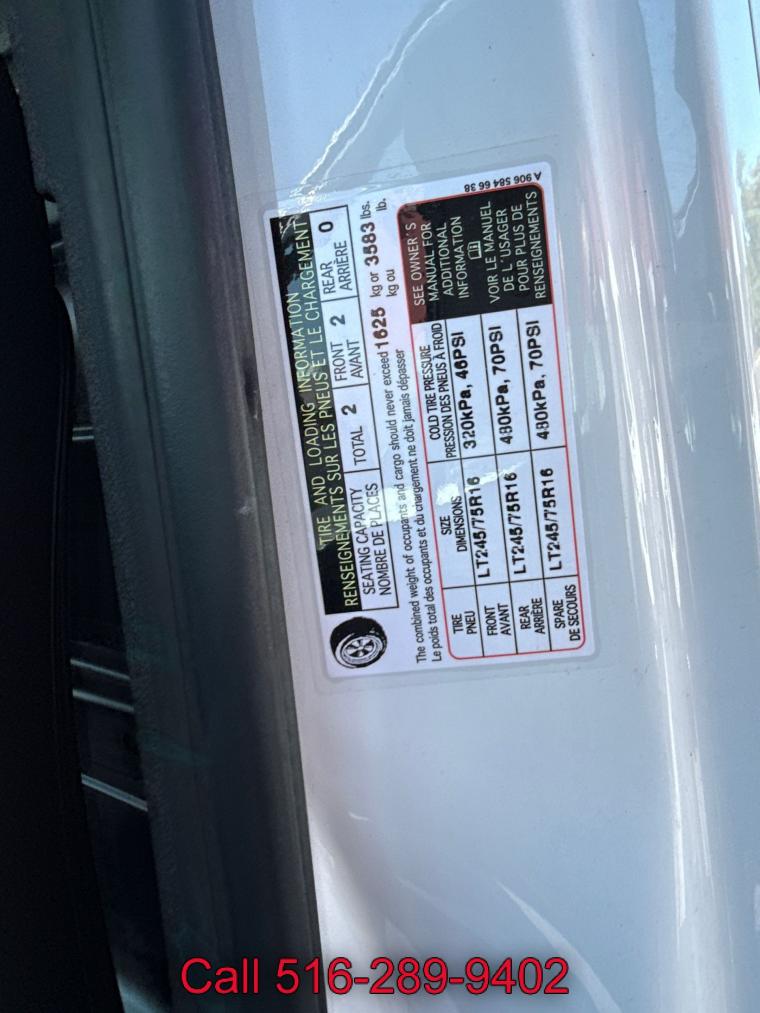 TIRE AND LOADING INFORMATION
RENSEIGNEMENTS SUR LES PNEUS ET LE CHARGEMENT
SEATING CAPACITY
NOMBRE DE PLACES
TOTAL 2
FRONT
AVANT
2
REAR
ARRIÈRE
0
The combined weight of occupants and cargo should never exceed 1625 kg or 3583 lbs.
Le poids total des occupants et du chargement ne doit jamais dépasser kg ou lb.
TIRE
PNEU
SIZE
DIMENSIONS
COLD TIRE PRESSURE
PRESSION DES PNEUS À FROID
FRONT
AVANT
LT245/75R16
320kPa, 46PSI
REAR
ARRIÈRE
LT245/75R16
480kPa, 70PSI
SPARE
DE SECOURS
LT245/75R16
480kPa, 70PSI
SEE OWNER'S
MANUAL FOR
ADDITIONAL
INFORMATION
VOIR LE MANUEL
DE L'USAGER
POUR PLUS DE
RENSEIGNEMENTS
A 906 584 66 38
Call 516-289-9402